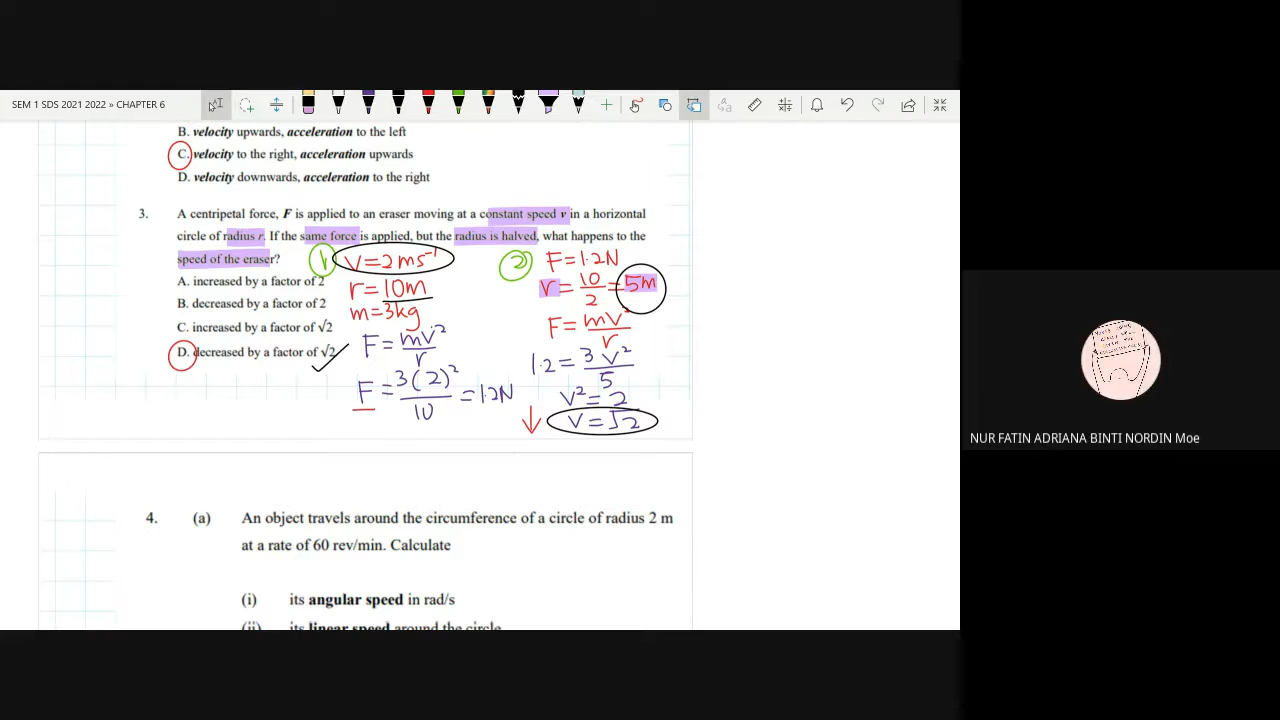 SEM 1 SDS 2021 2022 » CHAPTER 6
B. velocity upwards, acceleration to the left
C. velocity to the right, acceleration upwards
D. velocity downwards, acceleration to the right
3. A centripetal force, F is applied to an eraser moving at a constant speed v in a horizontal
circle of radius r. If the same force is applied, but the radius is halved, what happens to the
speed of the eraser?
A. increased by a factor of 2
B. decreased by a factor of 2
C. increased by a factor of √2
D. decreased by a factor of √2
1 V=2ms⁻¹
r=10m
m=3kg
F=mv²/r
F=3(2)²/10=1.2N
2 F=1.2N
r=10/2=5m
F=mv²/r
1.2=3v²/5
v²=2
v=√2
4. (a) An object travels around the circumference of a circle of radius 2 m
at a rate of 60 rev/min. Calculate
(i) its angular speed in rad/s
(ii) its linear speed around the circle
NUR FATIN ADRIANA BINTI NORDIN Moe